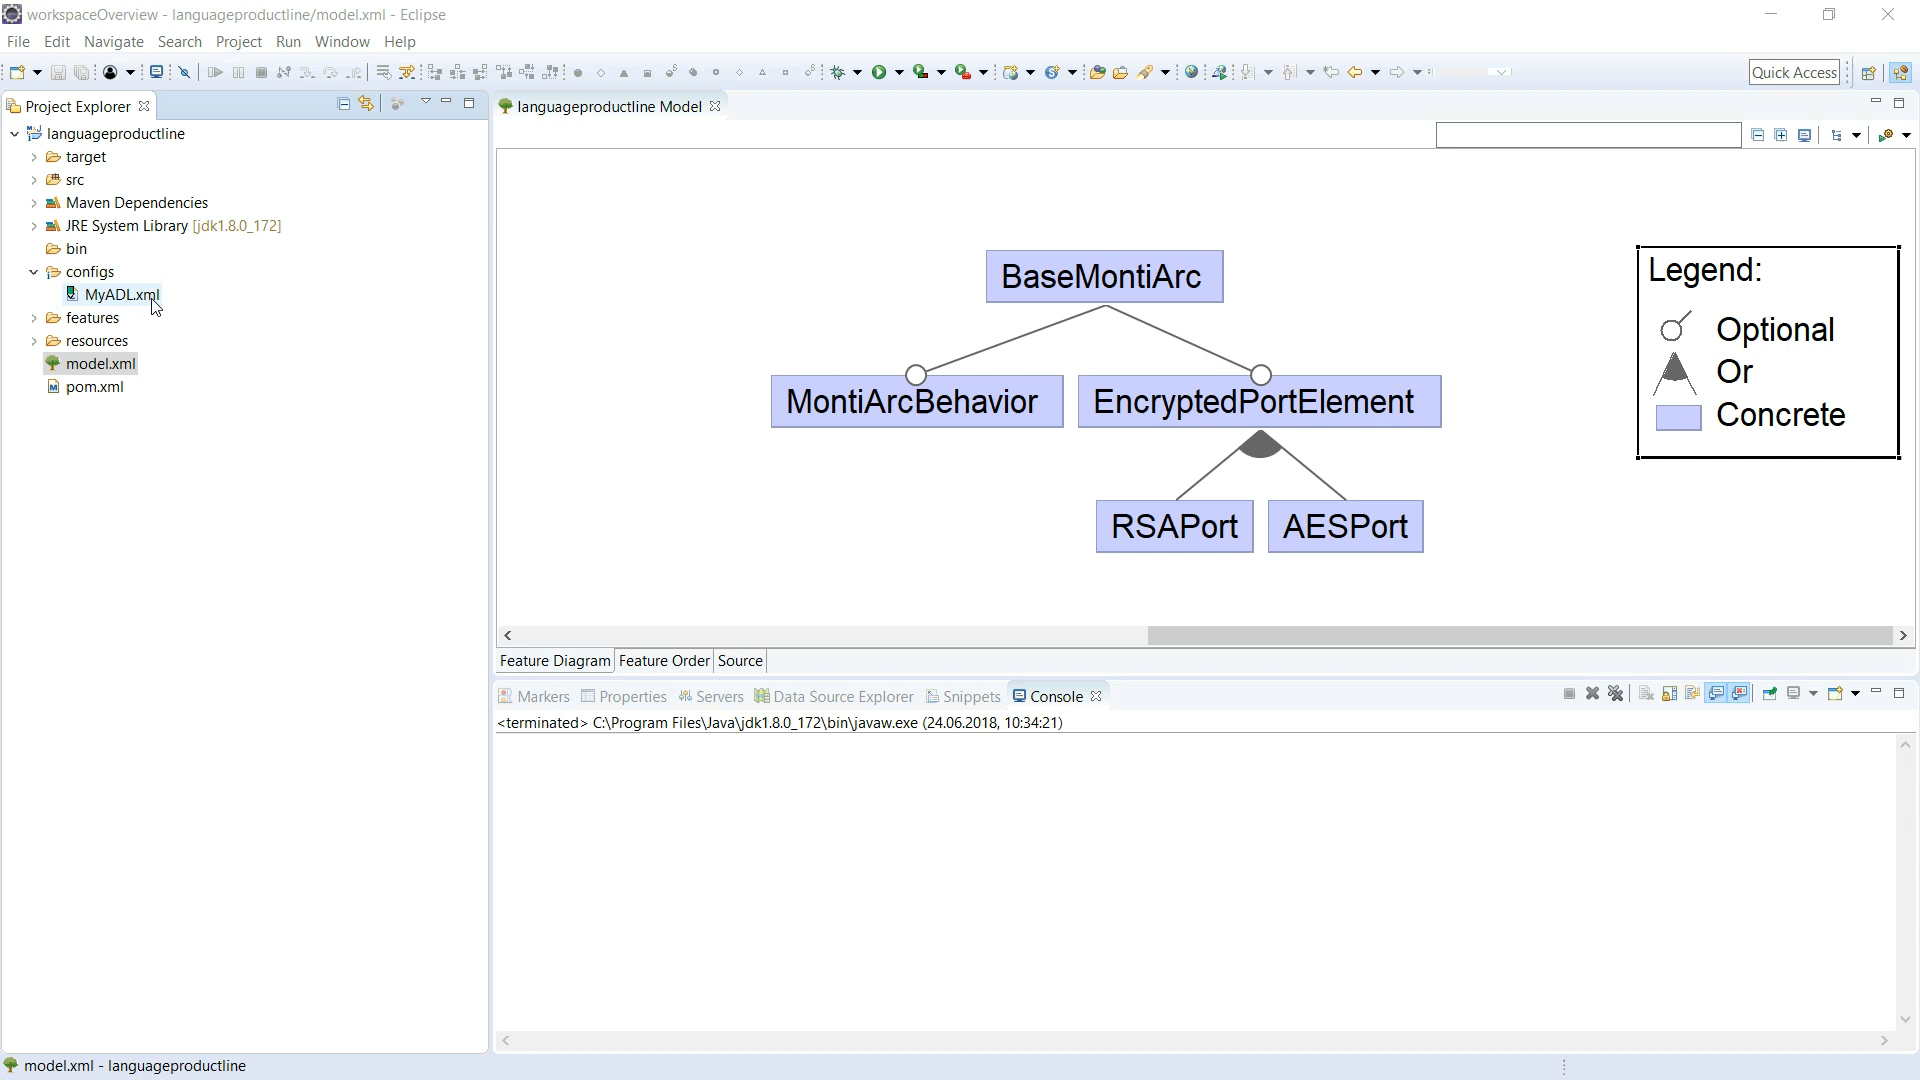 workspaceOverview - languageproductline/model.xml - Eclipse
File Edit Navigate Search Project Run Window Help
Quick Access
Project Explorer
languageproductline Model
languageproductline
target
src
Maven Dependencies
JRE System Library [jdk1.8.0_172]
bin
configs
MyADL.xml
features
resources
model.xml
pom.xml
BaseMontiArc
MontiArcBehavior
EncryptedPortElement
RSAPort
AESPort
Legend:
Optional
Or
Concrete
Feature Diagram Feature Order Source
Markers Properties Servers Data Source Explorer Snippets Console
<terminated> C:\Program Files\Java\jdk1.8.0_172\bin\javaw.exe (24.06.2018, 10:34:21)
model.xml - languageproductline